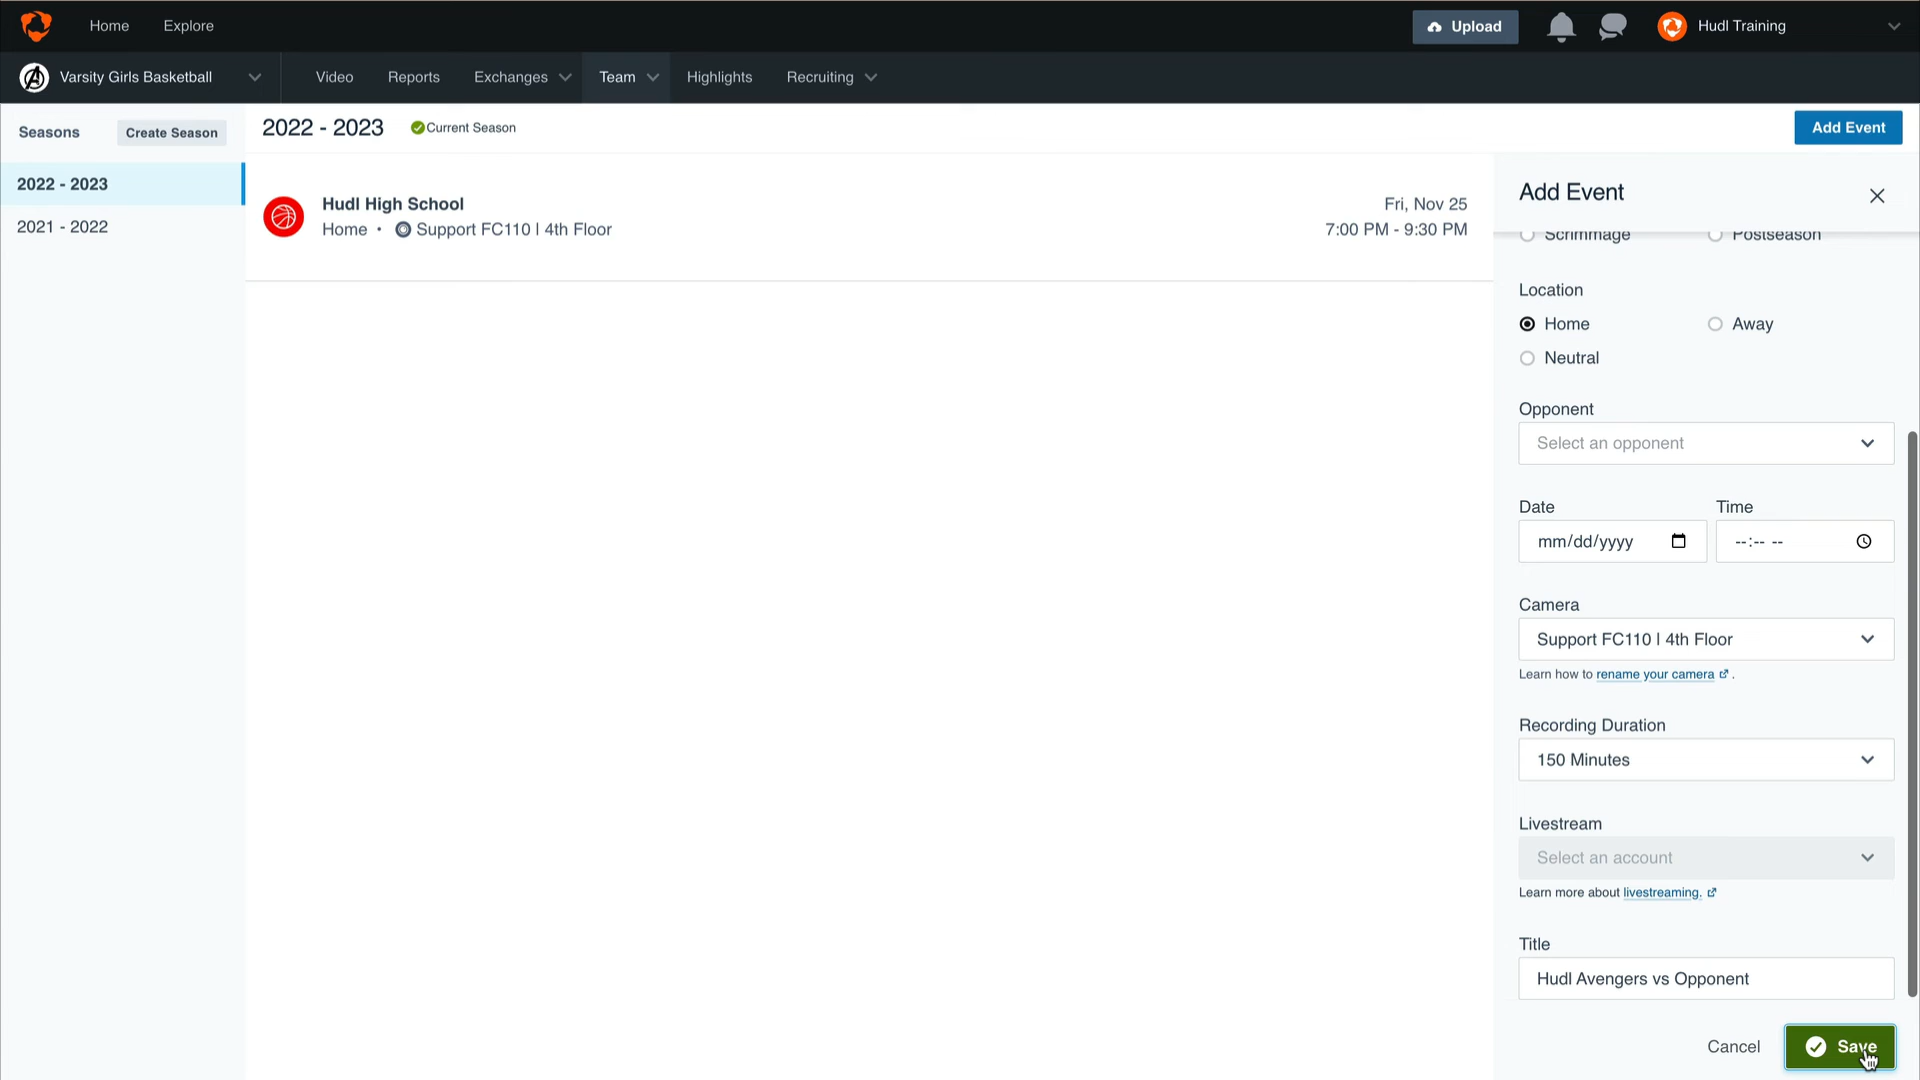 Home
Explore
Upload
Hudl Training
Varsity Girls Basketball
Video
Reports
Exchanges
Team
Highlights
Recruiting
Seasons
Create Season
2022 - 2023
Current Season
Add Event
2022 - 2023
2021 - 2022
Hudl High School
Home • Support FC110 | 4th Floor
Fri, Nov 25
7:00 PM - 9:30 PM
Add Event
Scrimmage
Postseason
Location
Home
Away
Neutral
Opponent
Select an opponent
Date
Time
mm/dd/yyyy
--:-- --
Camera
Support FC110 | 4th Floor
Learn how to rename your camera .
Recording Duration
150 Minutes
Livestream
Select an account
Learn more about livestreaming.
Title
Hudl Avengers vs Opponent
Cancel
Save